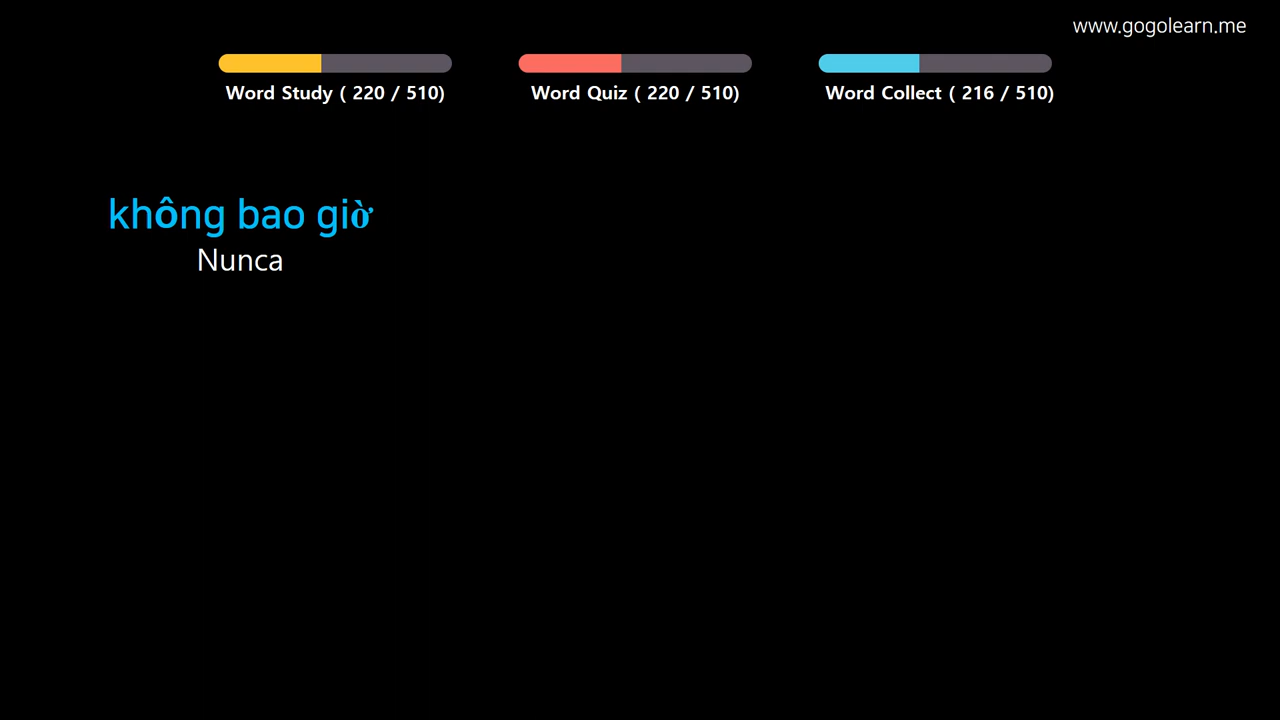 www.gogolearn.me
Word Study ( 220 / 510)
Word Quiz ( 220 / 510)
Word Collect ( 216 / 510)
không bao giờ
Nunca